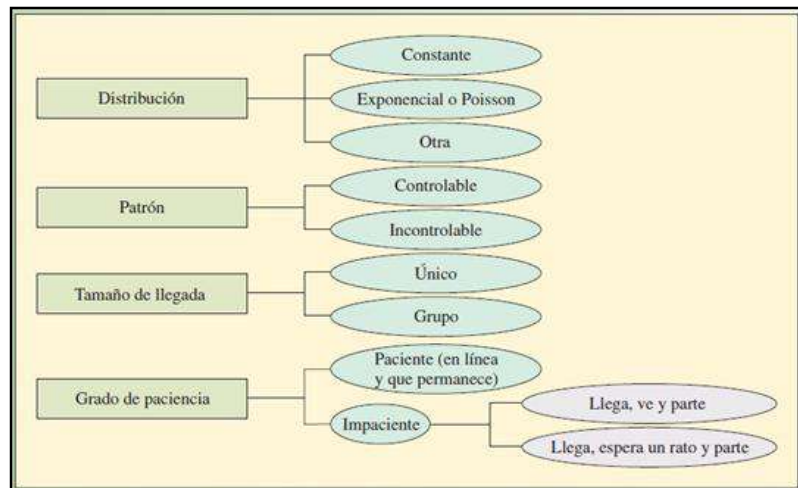 Distribución
Constante
Exponencial o Poisson
Otra
Patrón
Controlable
Incontrolable
Tamaño de llegada
Único
Grupo
Grado de paciencia
Paciente (en línea
y que permanece)
Impaciente
Llega, ve y parte
Llega, espera un rato y parte